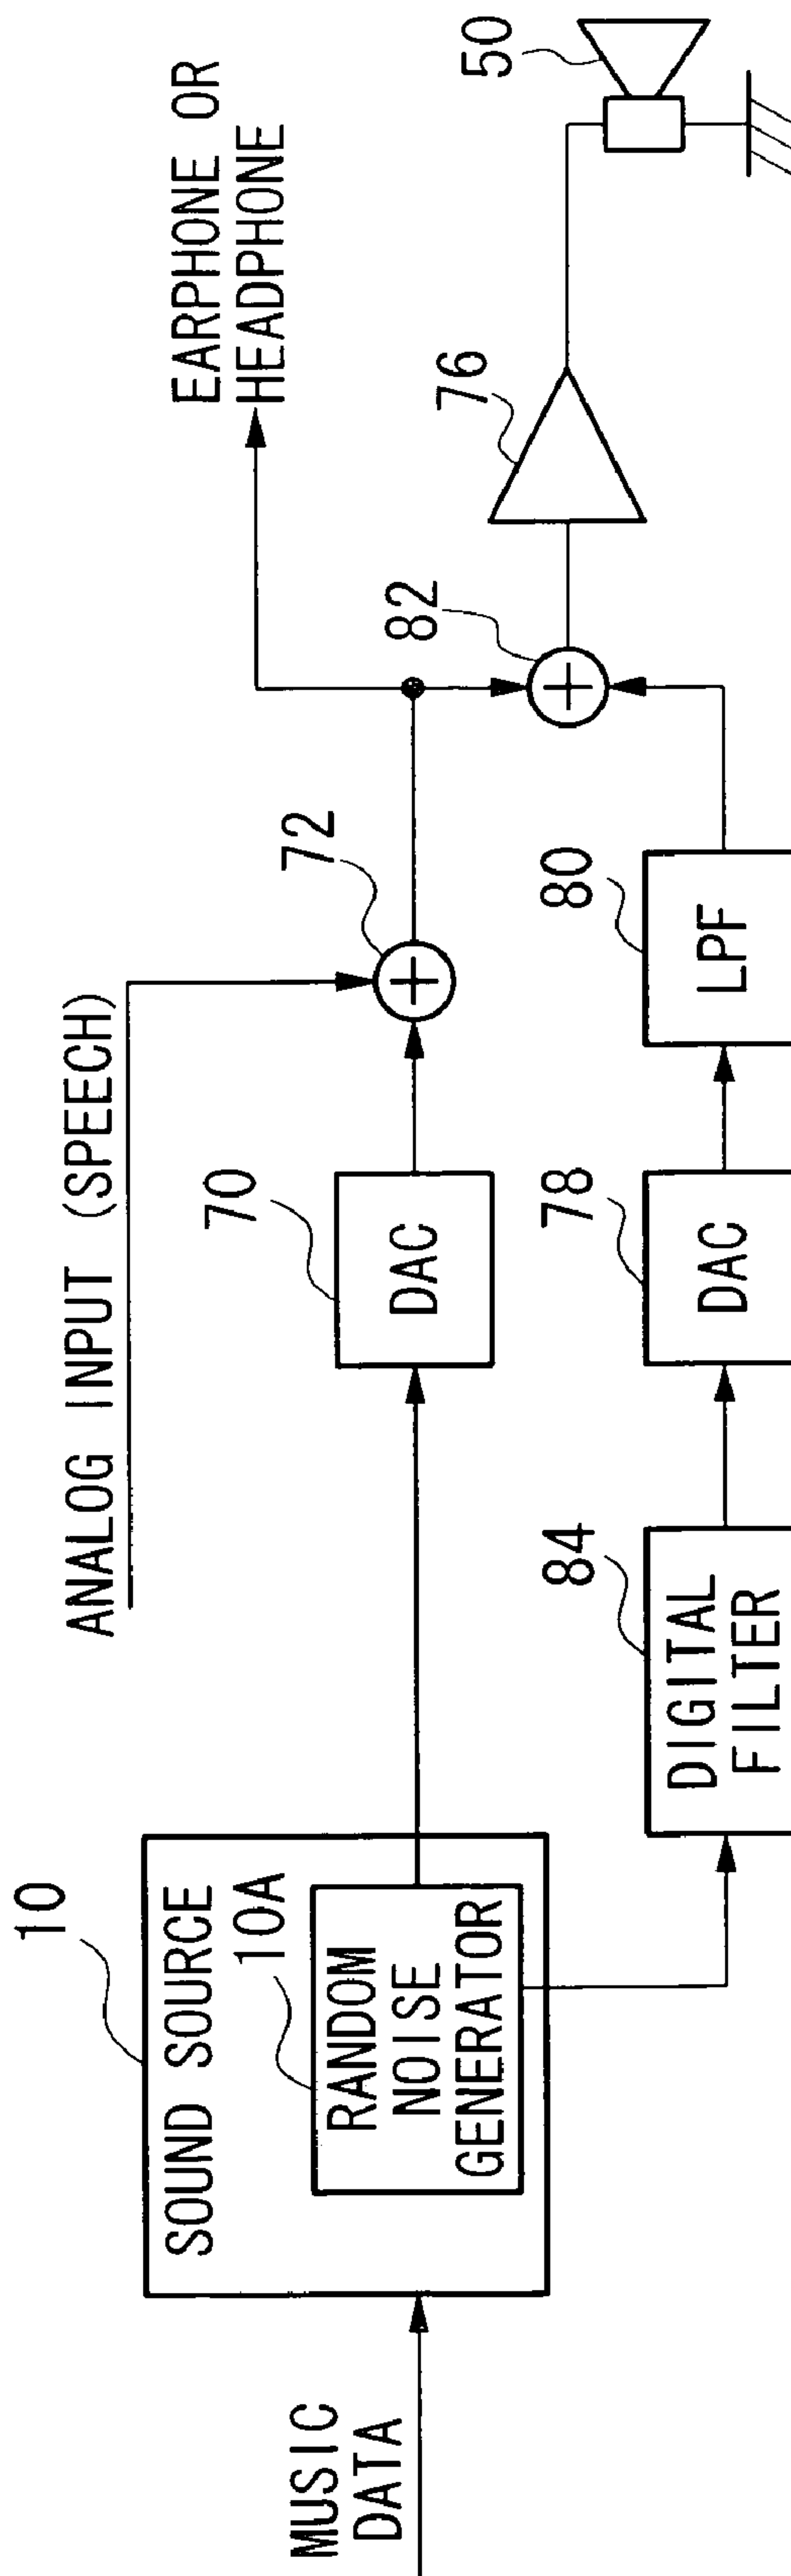 MUSIC
DATA
10
SOUND SOURCE
10A
RANDOM
NOISE
GENERATOR
ANALOG INPUT (SPEECH)
70
DAC
72
EARPHONE OR
HEADPHONE
84
DIGITAL
FILTER
78
DAC
80
LPF
82
76
50